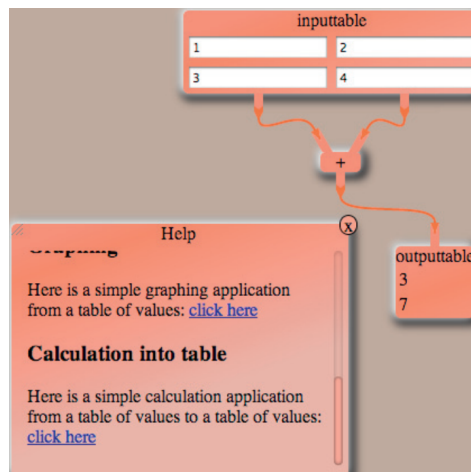 inputtable
1 2
3 4
+
x
Help
Graphing
outputtable
3
7
Here is a simple graphing application
from a table of values: click here
Calculation into table
Here is a simple calculation application
from a table of values to a table of values:
click here